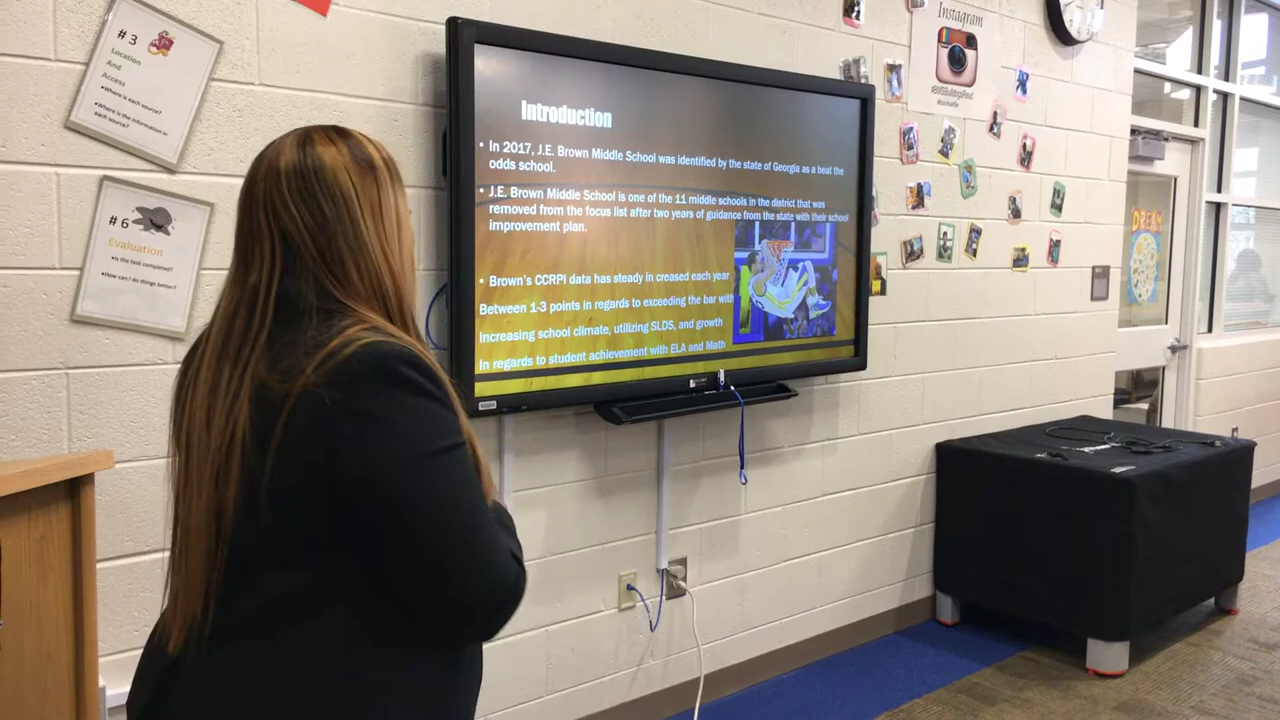 #3
Location
And
Access
•Where is each source?
•Where is the information in
each source?
#6
Evaluation
•Is the task completed?
•How can I do things better?
Introduction
• In 2017, J.E. Brown Middle School was identified by the state of Georgia as a beat the
odds school.
• J.E. Brown Middle School is one of the 11 middle schools in the district that was
removed from the focus list after two years of guidance from the state with their school
improvement plan.
• Brown's CCRPI data has steady in creased each year
Between 1-3 points in regards to exceeding the bar with
Increasing school climate, utilizing SLDS, and growth
In regards to student achievement with ELA and Math
Instagram
#BMSBulldogsRead
#bookselfie
DREAM